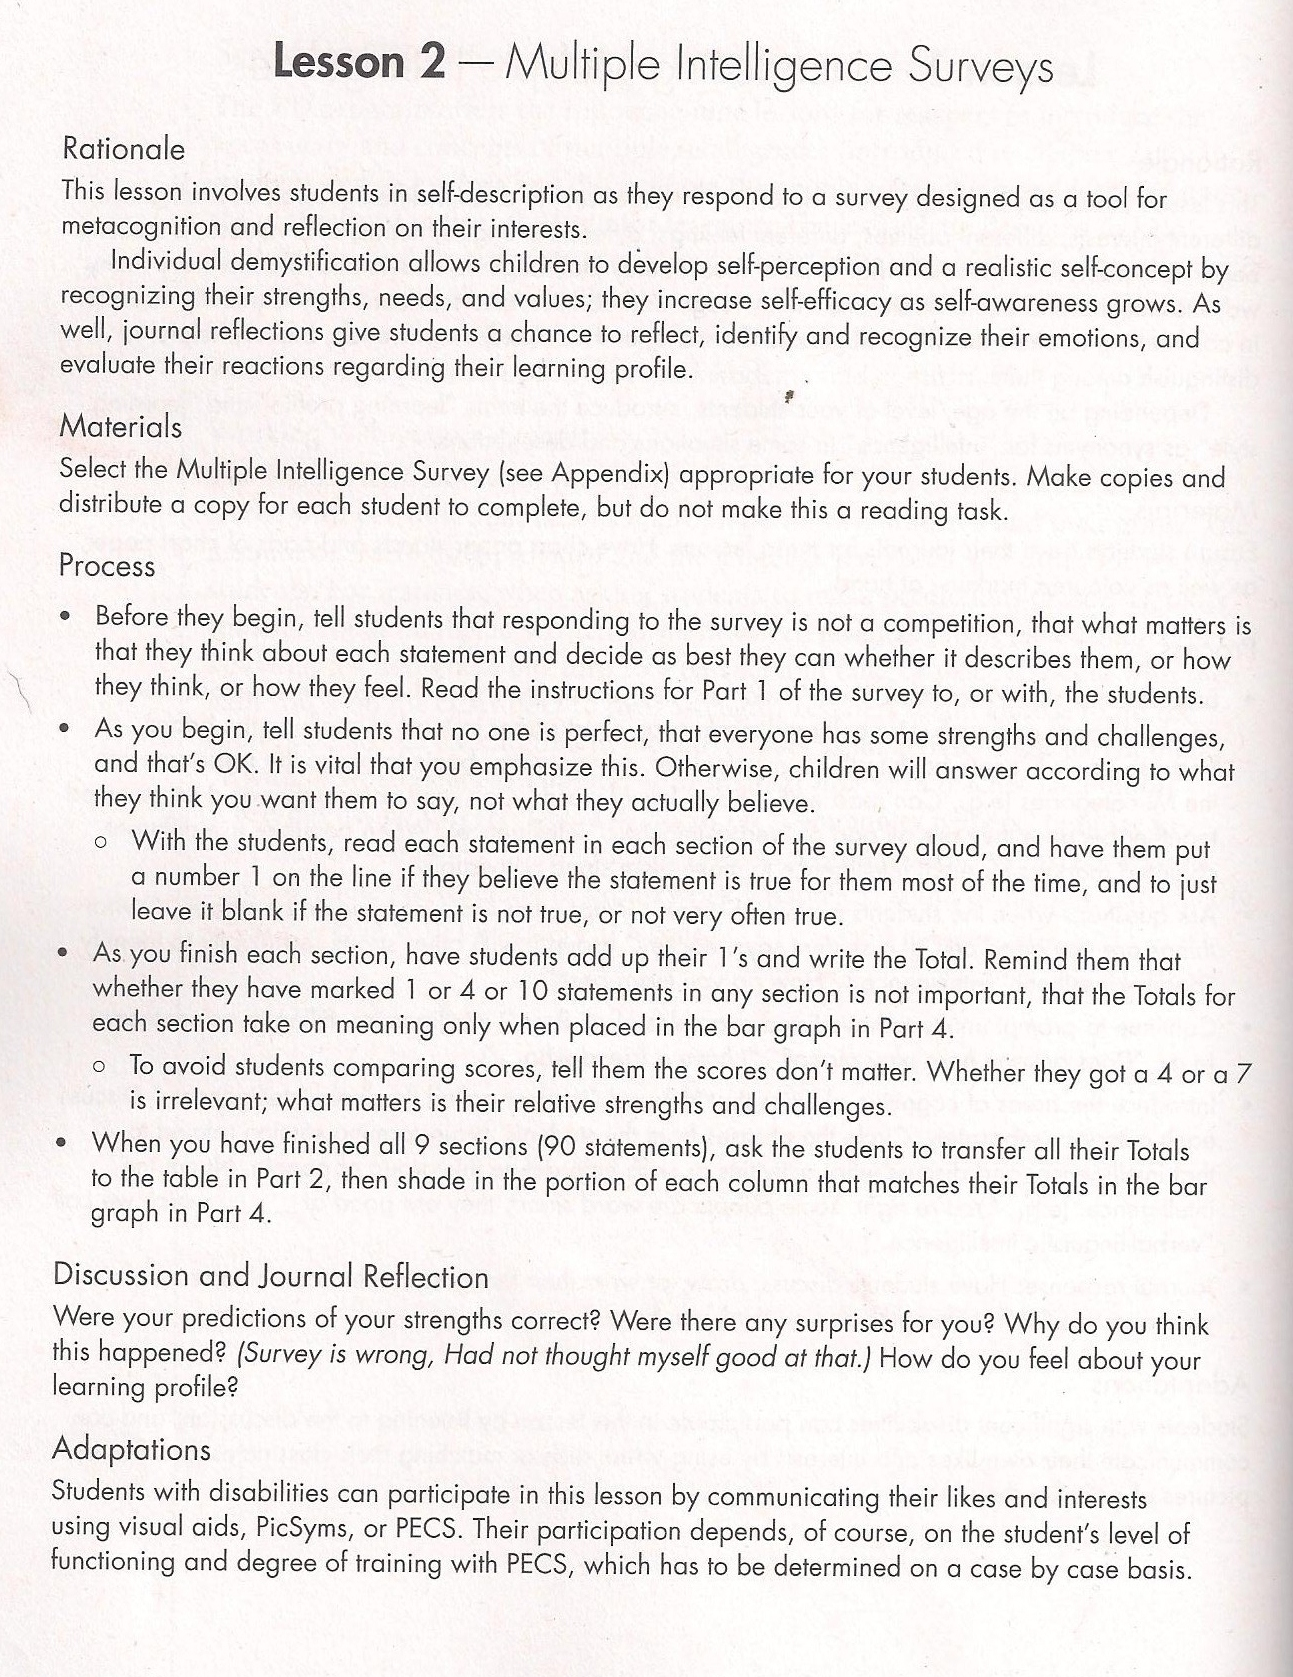 Lesson 2 — Multiple Intelligence Surveys
Rationale
This lesson involves students in self-description as they respond to a survey designed as a tool for
metacognition and reflection on their interests.
Individual demystification allows children to develop self-perception and a realistic self-concept by
recognizing their strengths, needs, and values; they increase self-efficacy as self-awareness grows. As
well, journal reflections give students a chance to reflect, identify and recognize their emotions, and
evaluate their reactions regarding their learning profile.
Materials
Select the Multiple Intelligence Survey (see Appendix) appropriate for your students. Make copies and
distribute a copy for each student to complete, but do not make this a reading task.
Process
• Before they begin, tell students that responding to the survey is not a competition, that what matters is
that they think about each statement and decide as best they can whether it describes them, or how
they think, or how they feel. Read the instructions for Part 1 of the survey to, or with, the students.
• As you begin, tell students that no one is perfect, that everyone has some strengths and challenges,
and that's OK. It is vital that you emphasize this. Otherwise, children will answer according to what
they think you want them to say, not what they actually believe.
o With the students, read each statement in each section of the survey aloud, and have them put
a number 1 on the line if they believe the statement is true for them most of the time, and to just
leave it blank if the statement is not true, or not very often true.
• As you finish each section, have students add up their 1's and write the Total. Remind them that
whether they have marked 1 or 4 or 10 statements in any section is not important, that the Totals for
each section take on meaning only when placed in the bar graph in Part 4.
o To avoid students comparing scores, tell them the scores don't matter. Whether they got a 4 or a 7
is irrelevant; what matters is their relative strengths and challenges.
• When you have finished all 9 sections (90 statements), ask the students to transfer all their Totals
to the table in Part 2, then shade in the portion of each column that matches their Totals in the bar
graph in Part 4.
Discussion and Journal Reflection
Were your predictions of your strengths correct? Were there any surprises for you? Why do you think
this happened? (Survey is wrong, Had not thought myself good at that.) How do you feel about your
learning profile?
Adaptations
Students with disabilities can participate in this lesson by communicating their likes and interests
using visual aids, PicSyms, or PECS. Their participation depends, of course, on the student's level of
functioning and degree of training with PECS, which has to be determined on a case by case basis.